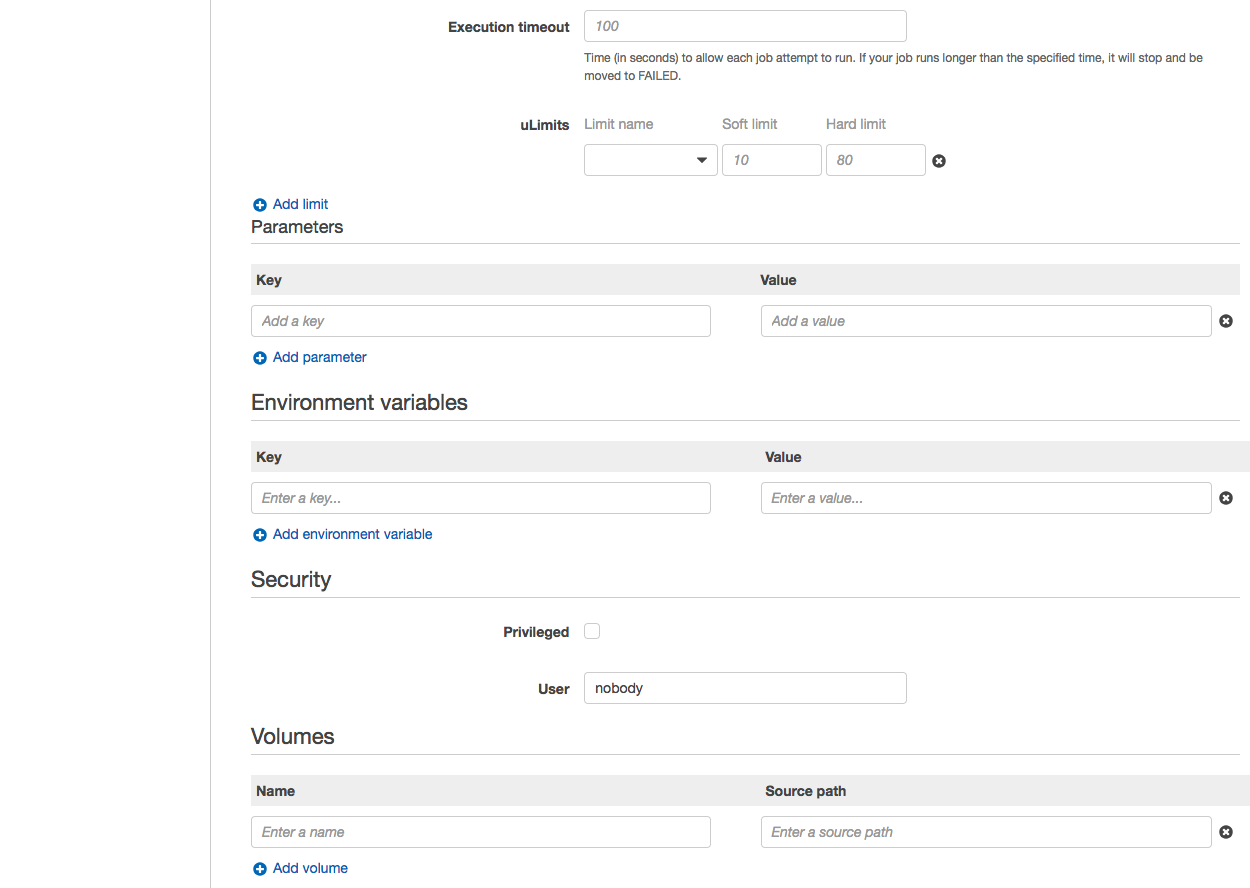 Execution timeout 100
Time (in seconds) to allow each job attempt to run. If your job runs longer than the specified time, it will stop and be
moved to FAILED.
uLimits Limit name Soft limit Hard limit
10 80
Add limit
Parameters
Key Value
Add a key Add a value
Add parameter
Environment variables
Key Value
Enter a key... Enter a value...
Add environment variable
Security
Privileged
User nobody
Volumes
Name Source path
Enter a name Enter a source path
Add volume